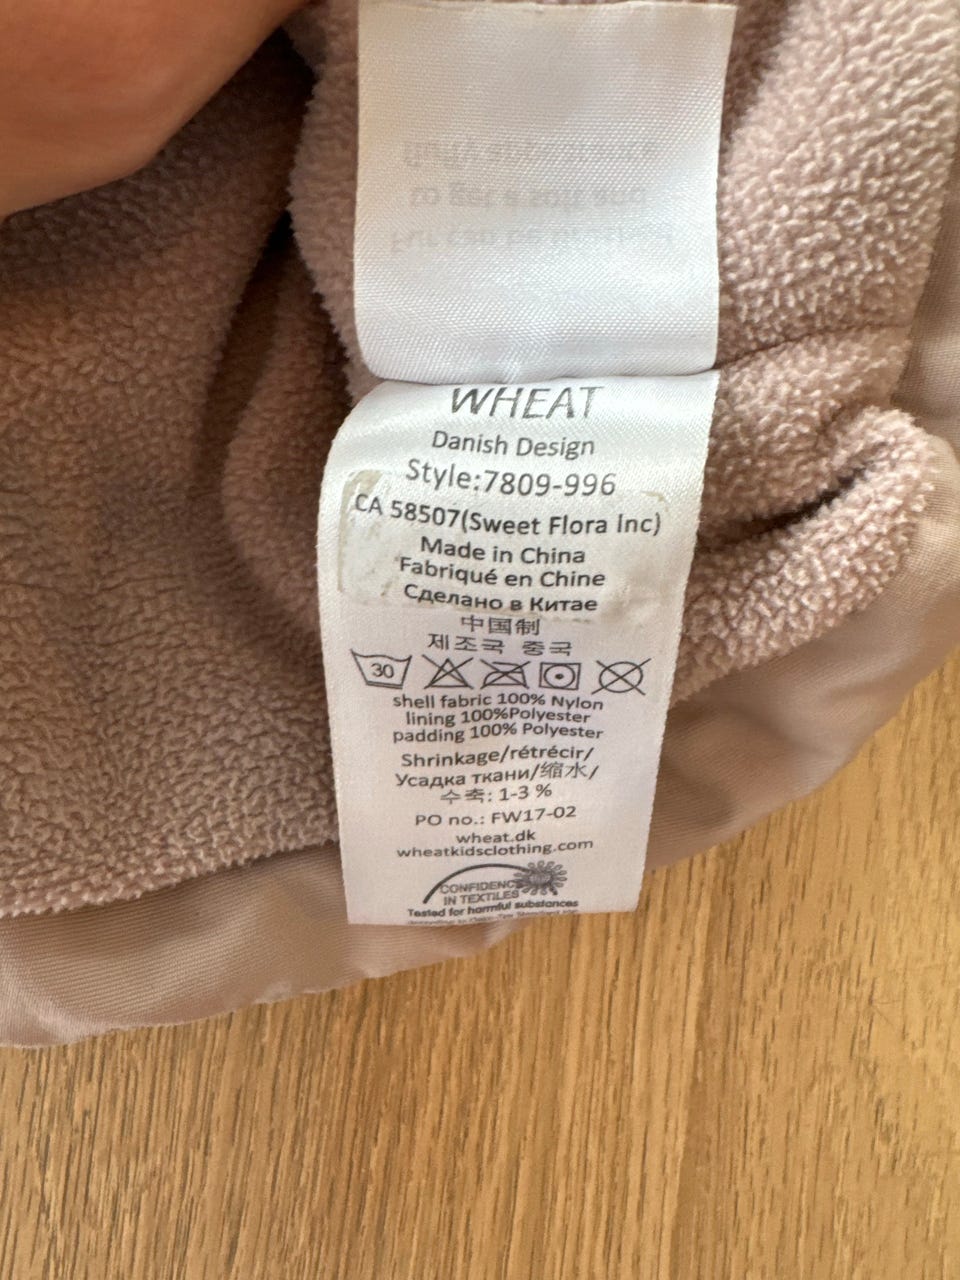 WHEAT
Danish Design
Style:7809-996
CA 58507(Sweet Flora Inc)
Made in China
Fabriqué en Chine
Сделано в Китае
中国制
제조국 중국
30
shell fabric 100% Nylon
lining 100%Polyester
padding 100% Polyester
Shrinkage/rétrécir/
Усадка ткани/缩水/
수축: 1-3 %
PO no.: FW17-02
wheat.dk
wheatkidsclothing.com
CONFIDENCE
IN TEXTILES
Tested for harmful substances